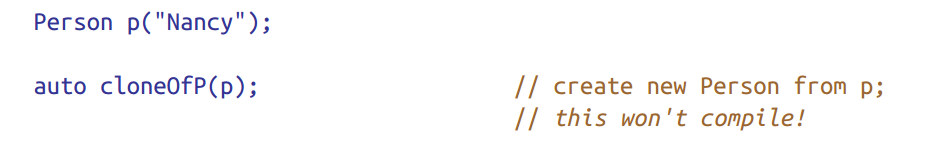 Person p("Nancy");
auto cloneOfP(p); // create new Person from p;
// this won't compile!